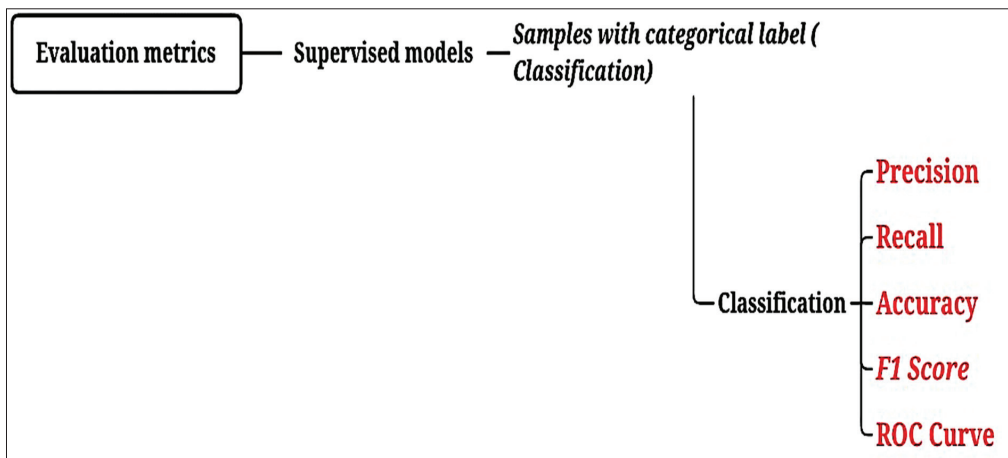 Evaluation metrics
Supervised models
Samples with categorical label (
Classification)
Precision
Recall
Classification
Accuracy
F1 Score
ROC Curve